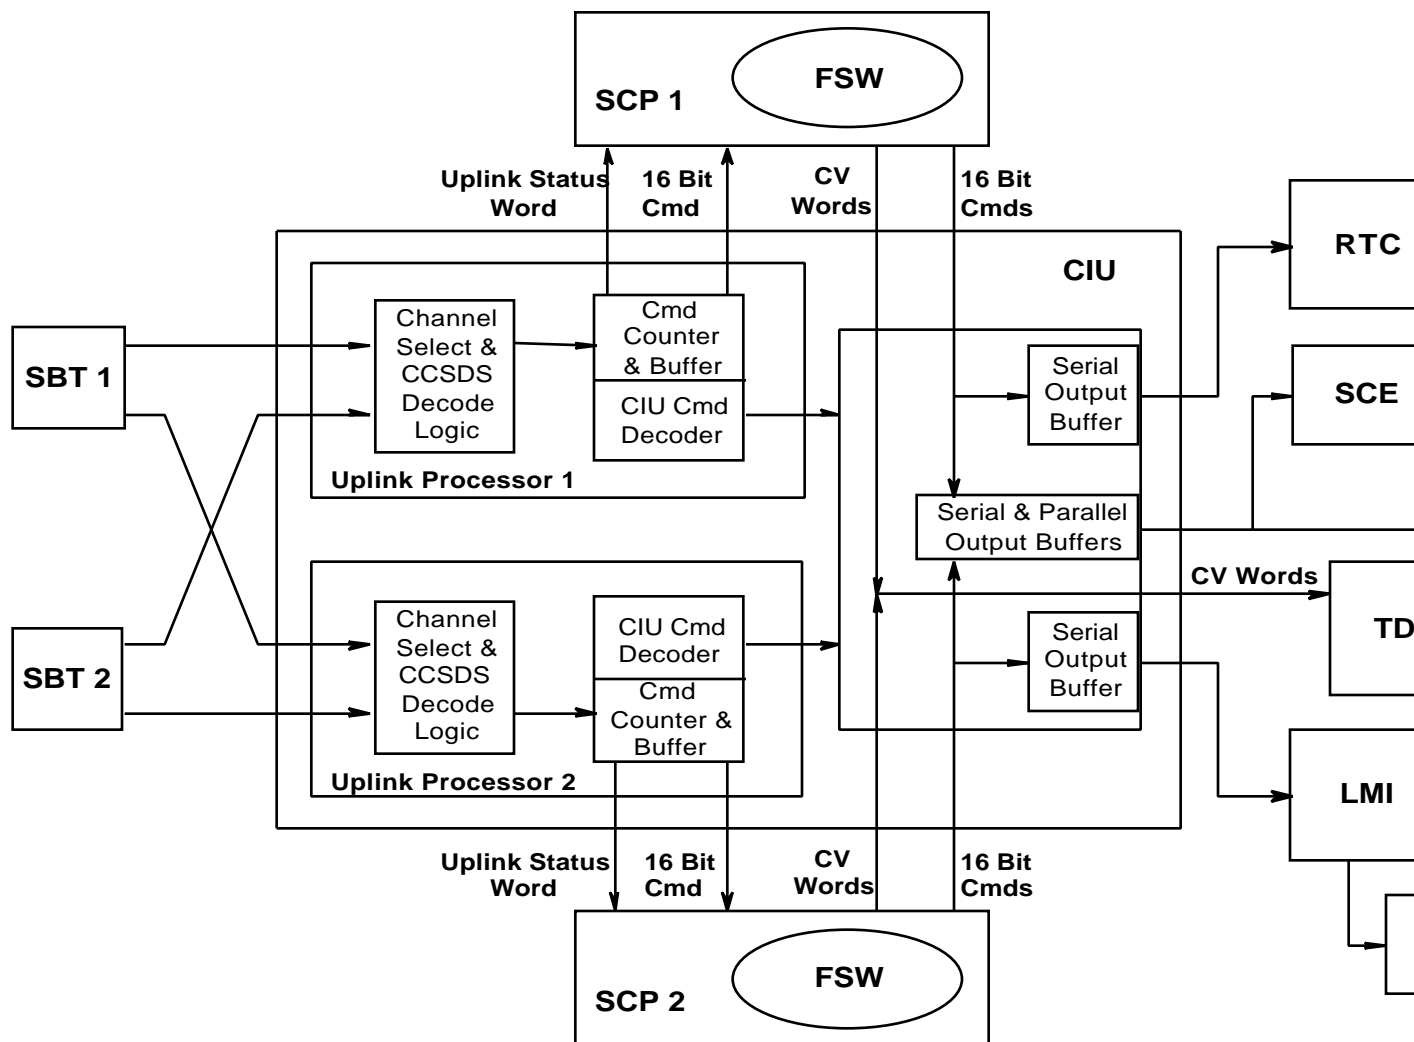 FSW
SCP 1
Uplink Status
Word
16 Bit
Cmd
CV
Words
16 Bit
Cmds
RTC
CIU
Channel
Select &
CCSDS
Decode
Logic
Cmd
Counter
& Buffer
CIU Cmd
Decoder
Uplink Processor 1
SBT 1
Serial
Output
Buffer
SCE
Serial & Parallel
Output Buffers
CV Words
TD
Channel
Select &
CCSDS
Decode
Logic
CIU Cmd
Decoder
Cmd
Counter &
Buffer
Uplink Processor 2
SBT 2
Serial
Output
Buffer
LMI
Uplink Status
Word
16 Bit
Cmd
CV
Words
16 Bit
Cmds
FSW
SCP 2